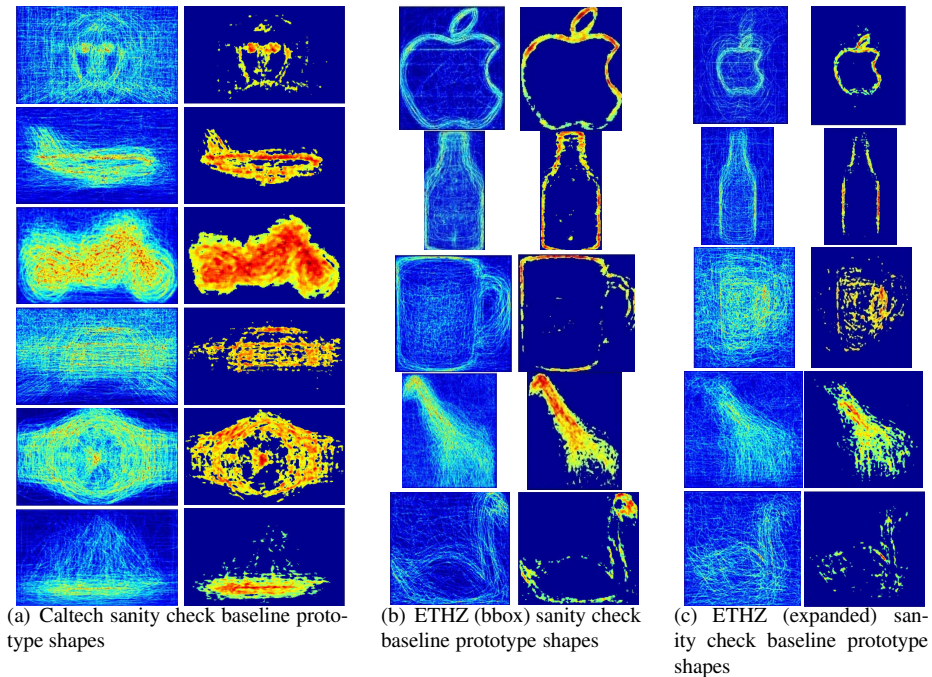 (a) Caltech sanity check baseline proto-
type shapes
(b) ETHZ (bbox) sanity check
baseline prototype shapes
(c) ETHZ (expanded) san-
ity check baseline prototype
shapes